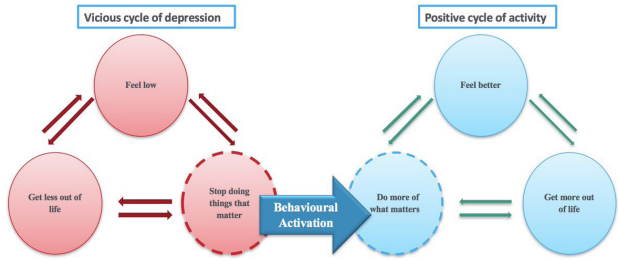 Vicious cycle of depression
Positive cycle of activity
Feel low
Get less out of
life
Stop doing
things that
matter
Behavioural
Activation
Feel better
Do more of
what matters
Get more out
of life